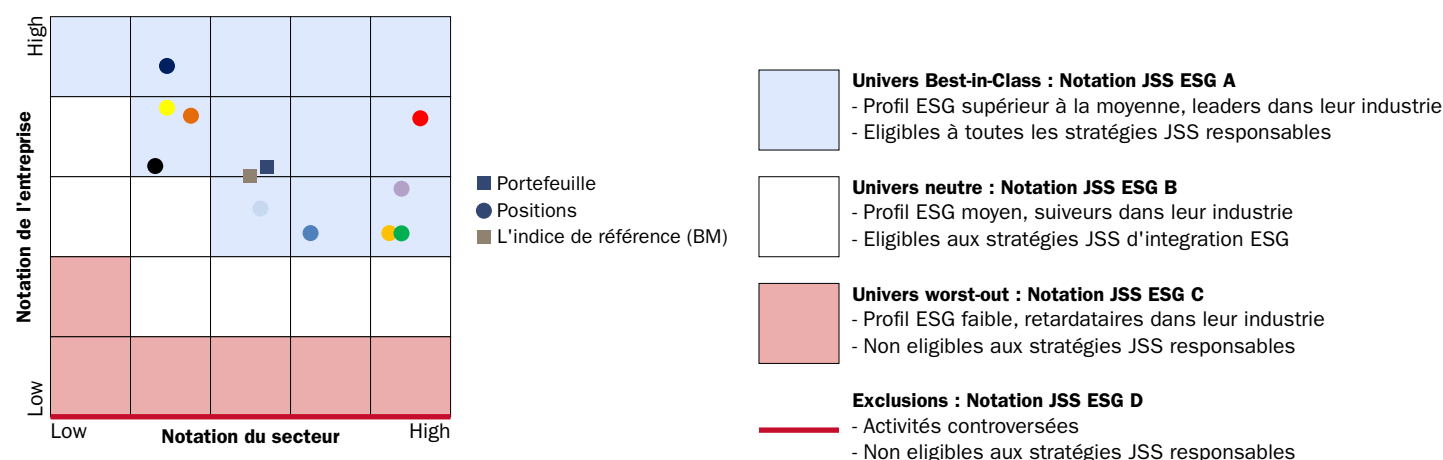 High
Notation de l'entreprise
Low
Low
Notation du secteur
High
Portefeuille
Positions
L'indice de référence (BM)
Univers Best-in-Class : Notation JSS ESG A
- Profil ESG supérieur à la moyenne, leaders dans leur industrie
- Eligibles à toutes les stratégies JSS responsables
Univers neutre : Notation JSS ESG B
- Profil ESG moyen, suiveurs dans leur industrie
- Eligibles aux stratégies JSS d'integration ESG
Univers worst-out : Notation JSS ESG C
- Profil ESG faible, retardataires dans leur industrie
- Non eligibles aux stratégies JSS responsables
Exclusions : Notation JSS ESG D
- Activités controversées
- Non eligibles aux stratégies JSS responsables